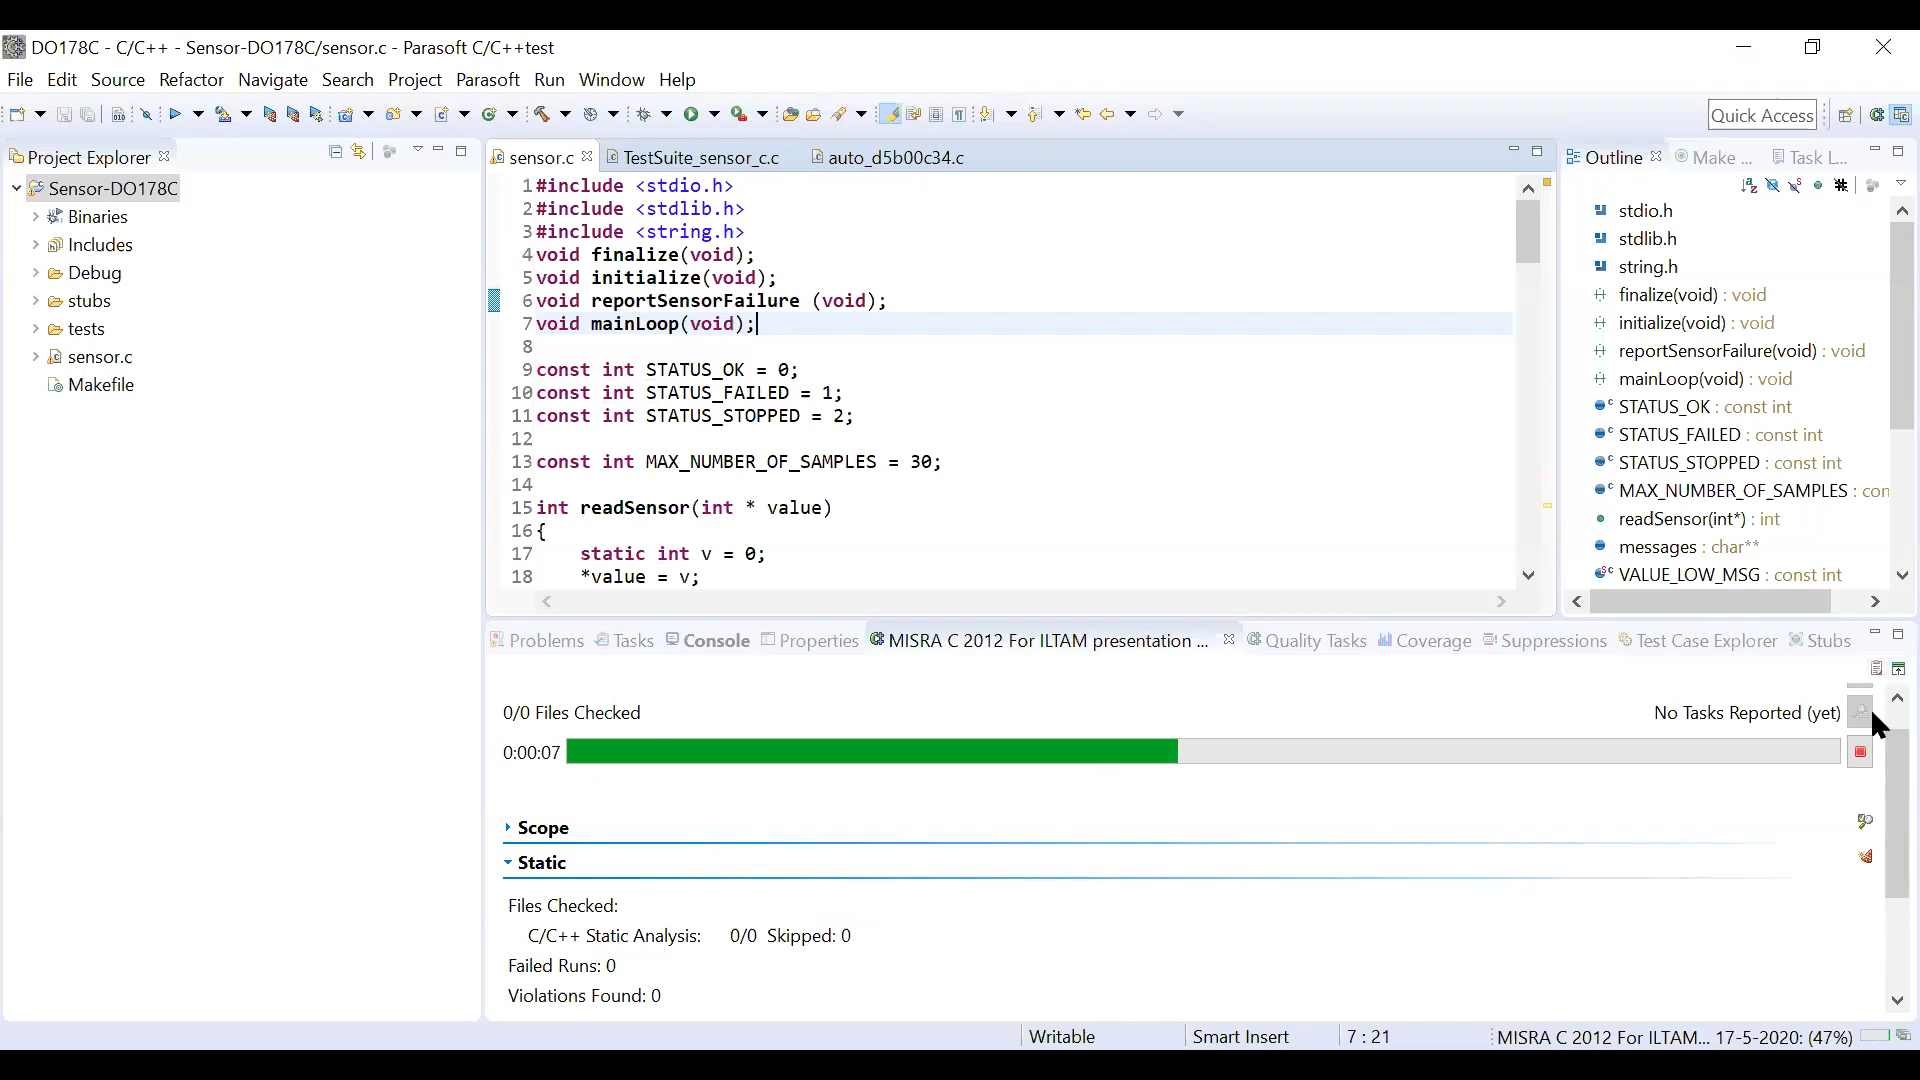 DO178C - C/C++ - Sensor-DO178C/sensor.c - Parasoft C/C++test
File Edit Source Refactor Navigate Search Project Parasoft Run Window Help
Quick Access
Project Explorer
Sensor-DO178C
Binaries
Includes
Debug
stubs
tests
sensor.c
Makefile
sensor.c TestSuite_sensor_c.c auto_d5b00c34.c
1 #include <stdio.h>
2 #include <stdlib.h>
3 #include <string.h>
4 void finalize(void);
5 void initialize(void);
6 void reportSensorFailure (void);
7 void mainLoop(void);
8
9 const int STATUS_OK = 0;
10 const int STATUS_FAILED = 1;
11 const int STATUS_STOPPED = 2;
12
13 const int MAX_NUMBER_OF_SAMPLES = 30;
14
15 int readSensor(int * value)
16 {
17     static int v = 0;
18     *value = v;
Outline Make ... Task L...
stdio.h
stdlib.h
string.h
finalize(void) : void
initialize(void) : void
reportSensorFailure(void) : void
mainLoop(void) : void
STATUS_OK : const int
STATUS_FAILED : const int
STATUS_STOPPED : const int
MAX_NUMBER_OF_SAMPLES : con
readSensor(int*) : int
messages : char**
VALUE_LOW_MSG : const int
Problems Tasks Console Properties MISRA C 2012 For ILTAM presentation ... Quality Tasks Coverage Suppressions Test Case Explorer Stubs
0/0 Files Checked No Tasks Reported (yet)
0:00:07
Scope
Static
Files Checked:
C/C++ Static Analysis: 0/0 Skipped: 0
Failed Runs: 0
Violations Found: 0
Writable Smart Insert 7 : 21 MISRA C 2012 For ILTAM... 17-5-2020: (47%)